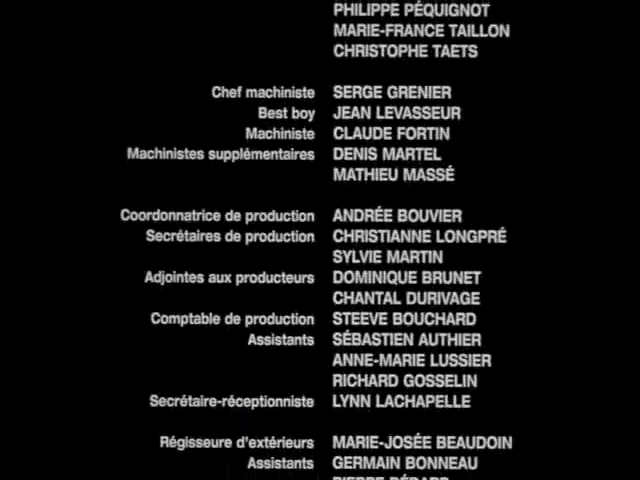 PHILIPPE PÉQUIGNOT
MARIE-FRANCE TAILLON
CHRISTOPHE TAETS
Chef machiniste SERGE GRENIER
Best boy JEAN LEVASSEUR
Machiniste CLAUDE FORTIN
Machinistes supplémentaires DENIS MARTEL
MATHIEU MASSÉ
Coordonnatrice de production ANDRÉE BOUVIER
Secrétaires de production CHRISTIANNE LONGPRÉ
SYLVIE MARTIN
Adjointes aux producteurs DOMINIQUE BRUNET
CHANTAL DURIVAGE
Comptable de production STEEVE BOUCHARD
Assistants SÉBASTIEN AUTHIER
ANNE-MARIE LUSSIER
RICHARD GOSSELIN
Secrétaire-réceptionniste LYNN LACHAPELLE
Régisseur d'extérieurs MARIE-JOSÉE BEAUDOIN
Assistants GERMAIN BONNEAU